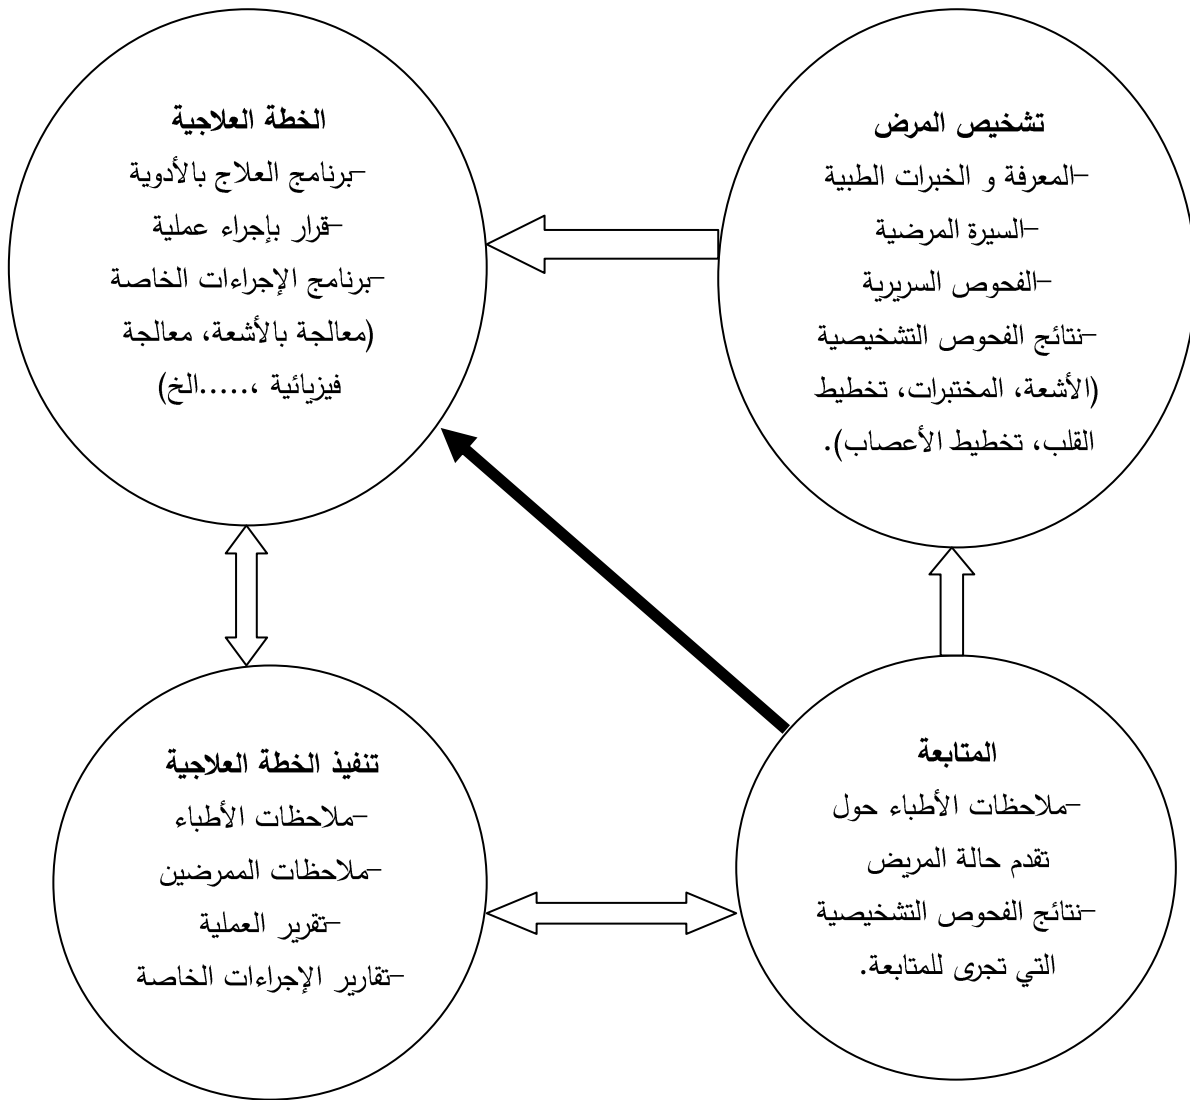 تشخيص المرض
-المعرفة و الخبرات الطبية
-السيرة المرضية
-الفحوص السريرية
-نتائج الفحوص التشخيصية
(الأشعة، المختبرات، تخطيط
القلب، تخطيط الأعصاب).
الخطة العلاجية
-برنامج العلاج بالأدوية
-قرار بإجراء عملية
-برنامج الإجراءات الخاصة
(معالجة بالأشعة، معالجة
فيزيائية ،.....الخ)
المتابعة
-ملاحظات الأطباء حول
تقدم حالة المريض
-نتائج الفحوص التشخيصية
التي تجرى للمتابعة.
تنفيذ الخطة العلاجية
-ملاحظات الأطباء
-ملاحظات الممرضين
-تقرير العملية
-تقارير الإجراءات الخاصة